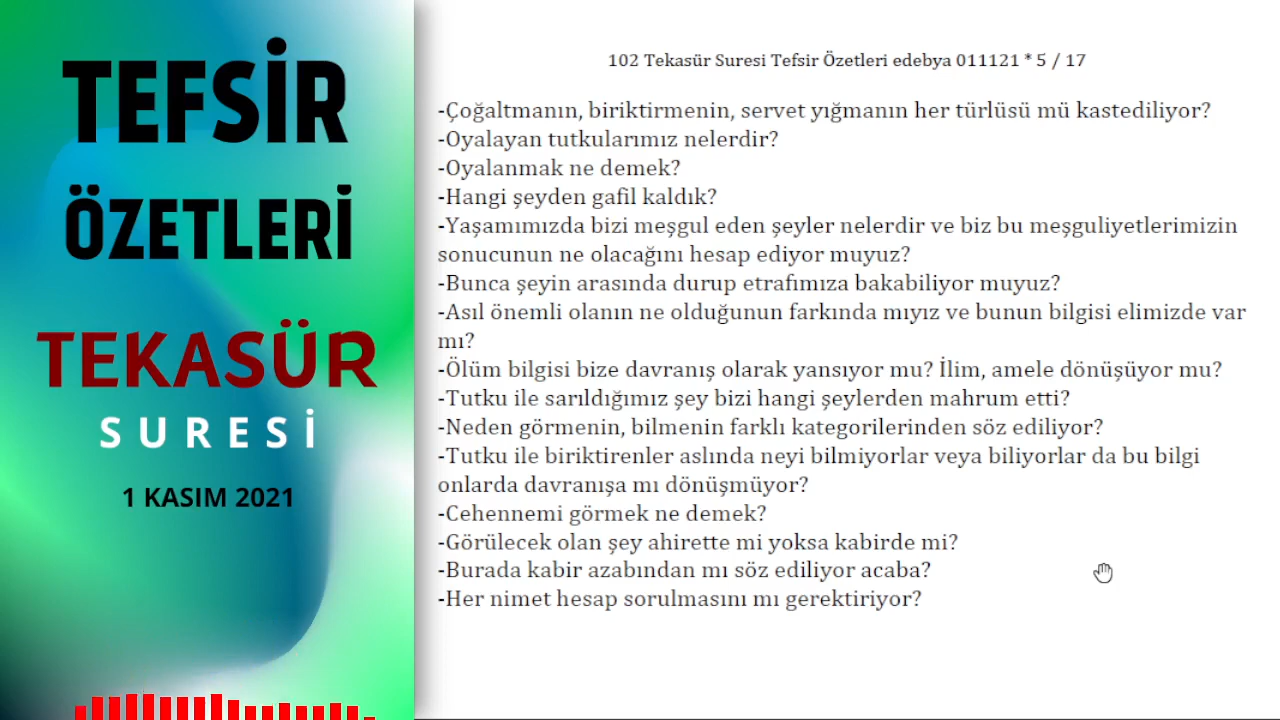 TEFSİR
ÖZETLERİ
TEKASÜR
SURESİ
1 KASIM 2021
102 Tekasür Suresi Tefsir Özetleri edebya 011121 * 5 / 17
-Çoğaltmanın, biriktirmenin, servet yığmanın her türlüsü mü kastediliyor?
-Oyalayan tutkularımız nelerdir?
-Oyalanmak ne demek?
-Hangi şeyden gafil kaldık?
-Yaşamımızda bizi meşgul eden şeyler nelerdir ve biz bu meşguliyetlerimizin
sonucunun ne olacağını hesap ediyor muyuz?
-Bunca şeyin arasında durup etrafımıza bakabiliyor muyuz?
-Asıl önemli olanın ne olduğunun farkında mıyız ve bunun bilgisi elimizde var
mı?
-Ölüm bilgisi bize davranış olarak yansıyor mu? İlim, amele dönüşüyor mu?
-Tutku ile sarıldığımız şey bizi hangi şeylerden mahrum etti?
-Neden görmenin, bilmenin farklı kategorilerinden söz ediliyor?
-Tutku ile biriktirenler aslında neyi bilmiyorlar veya biliyorlar da bu bilgi
onlarda davranışa mı dönüşmüyor?
-Cehennemi görmek ne demek?
-Görülecek olan şey ahirette mi yoksa kabirde mi?
-Burada kabir azabından mı söz ediliyor acaba?
-Her nimet hesap sorulmasını mı gerektiriyor?